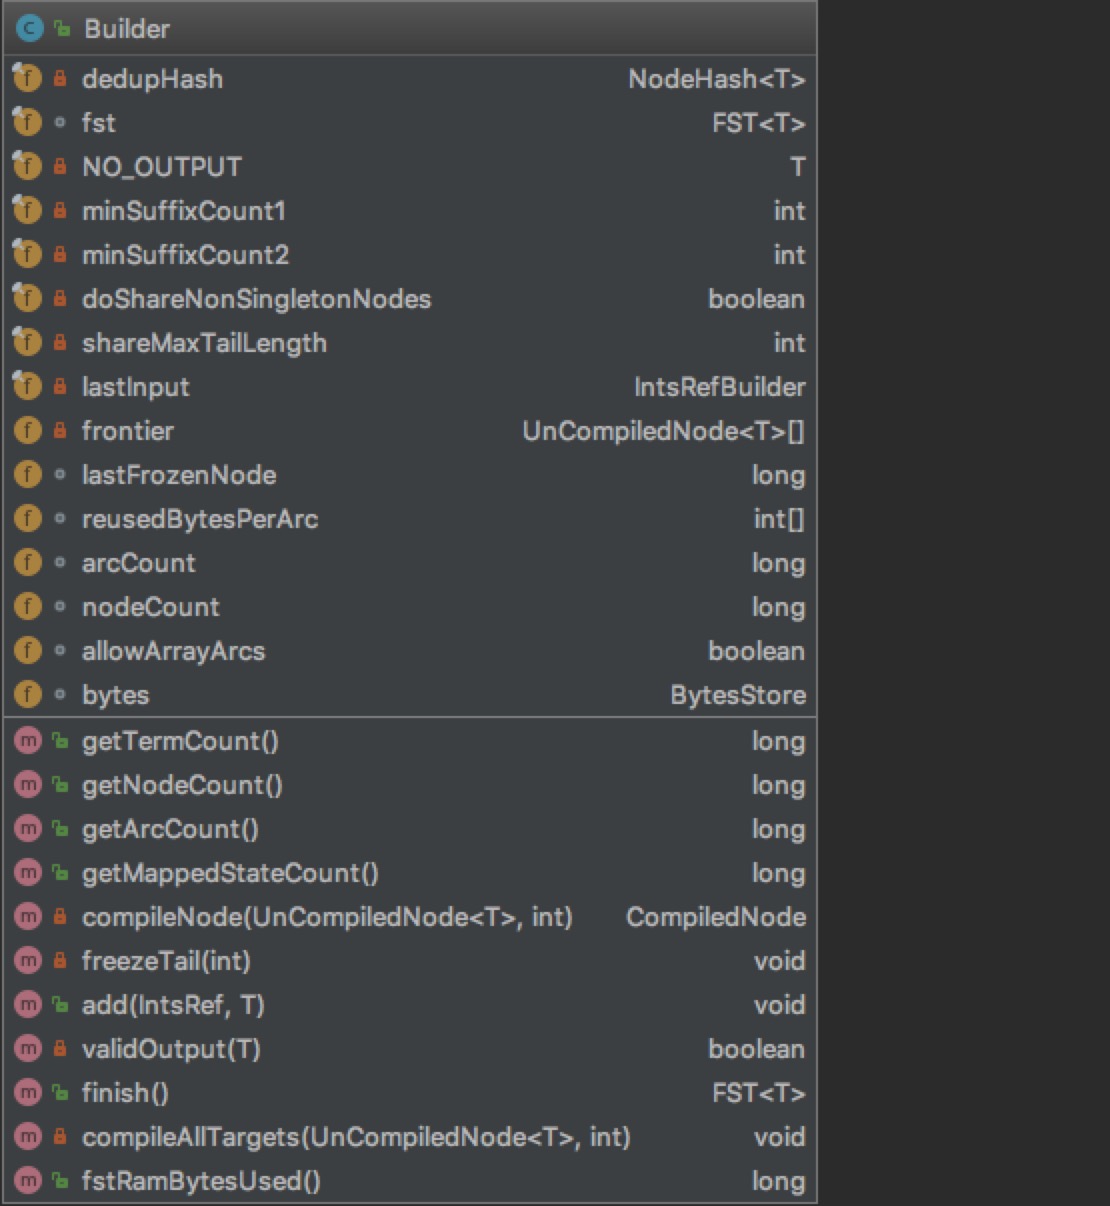 C Builder
f dedupHash NodeHash<T>
f fst FST<T>
f NO_OUTPUT T
f minSuffixCount1 int
f minSuffixCount2 int
f doShareNonSingletonNodes boolean
f shareMaxTailLength int
f lastInput IntsRefBuilder
f frontier UnCompiledNode<T>[]
f lastFrozenNode long
f reusedBytesPerArc int[]
f arcCount long
f nodeCount long
f allowArrayArcs boolean
f bytes BytesStore
m getTermCount() long
m getNodeCount() long
m getArcCount() long
m getMappedStateCount() long
m compileNode(UnCompiledNode<T>, int) CompiledNode
m freezeTail(int) void
m add(IntsRef, T) void
m validOutput(T) boolean
m finish() FST<T>
m compileAllTargets(UnCompiledNode<T>, int) void
m fstRamBytesUsed() long